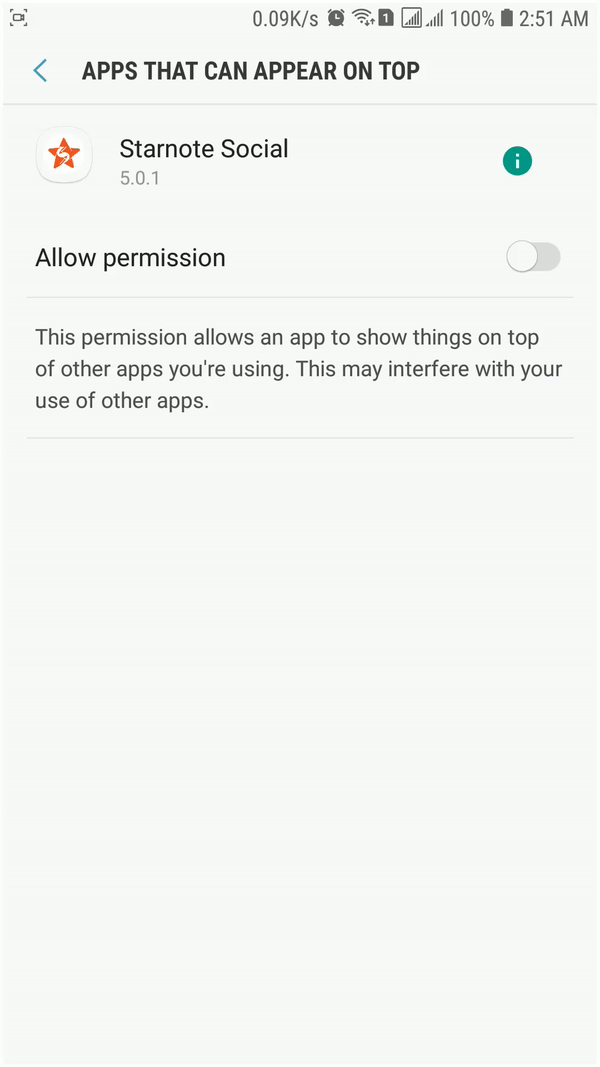 0.09K/s 1 100% 2:51 AM
APPS THAT CAN APPEAR ON TOP
Starnote Social
5.0.1
Allow permission
This permission allows an app to show things on top
of other apps you're using. This may interfere with your
use of other apps.